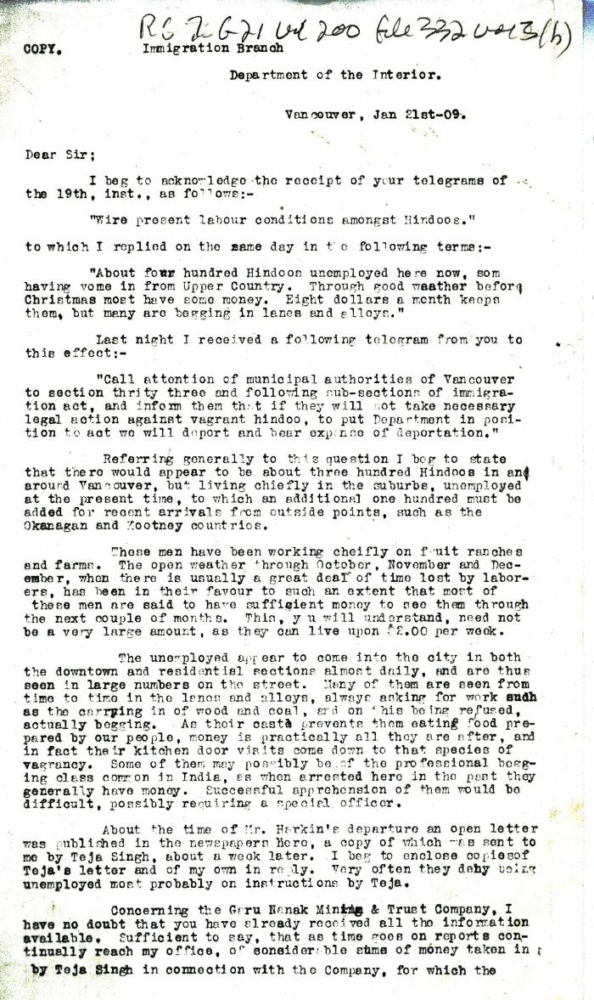 RG 76 G21 vol 200 file 332 vol 3(b)
COPY. Immigration Branch
Department of the Interior.
Vancouver, Jan 21st-09.
Dear Sir;
I beg to acknowledge the receipt of your telegrams of
the 19th, inst., as follows:-
"Wire present labour conditions amongst Hindoos."
to which I replied on the same day in the following terms:-
"About four hundred Hindoos unemployed here now, som
having vome in from Upper Country. Through good weather before
Christmas most have some money. Eight dollars a month keeps
them, but many are begging in lanes and alleys."
Last night I received a following telegram from you to
this effect:-
"Call attention of municipal authorities of Vancouver
to section thrity three and following sub-sections of immigra-
tion act, and inform them that if they will not take necessary
legal action against vagrant hindoo, to put Department in posi-
tion to act we will deport and bear expense of deportation."
Referring generally to this question I beg to state
that there would appear to be about three hundred Hindoos in and
around Vancouver, but living chiefly in the suburbs, unemployed
at the present time, to which an additional one hundred must be
added for recent arrivals from outside points, such as the
Okanagan and Kootney countries.
These men have been working cheifly on fruit ranches
and farms. The open weather through October, November and Dec-
ember, when there is usually a great deal of time lost by labor-
ers, has been in their favour to such an extent that most of
these men are said to have sufficient money to see them through
the next couple of months. This, you will understand, need not
be a very large amount, as they can live upon $2.00 per week.
The unemployed appear to come into the city in both
the downtown and residential sections almost daily, and are thus
seen in large numbers on the street. Many of them are seen from
time to time in the lanes and alleys, always asking for work sudh
as the carrying in of wood and coal, and on this being refused,
actually begging. As their caste prevents them eating food pre-
pared by our people, money is practically all they are after, and
in fact their kitchen door visits come down to that species of
vagrancy. Some of them may possibly be of the professional begg-
ing class common in India, as when arrested here in the past they
generally have money. Successful apprehension of them would be
difficult, possibly requiring a special officer.
About the time of Mr. Harkin's departure an open letter
was published in the newspapers here, a copy of which was sent to
me by Teja Singh, about a week later. I beg to enclose copiesof
Teja's letter and of my own in reply. Very often they deby being
unemployed most probably on instructions by Teja.
Concerning the Garu Nanak Mining & Trust Company, I
have no doubt that you have already received all the information
available. Sufficient to say, that as time goes on reports con-
tinually reach my office, of considerable sums of money taken in
by Teja Singh in connection with the Company, for which the